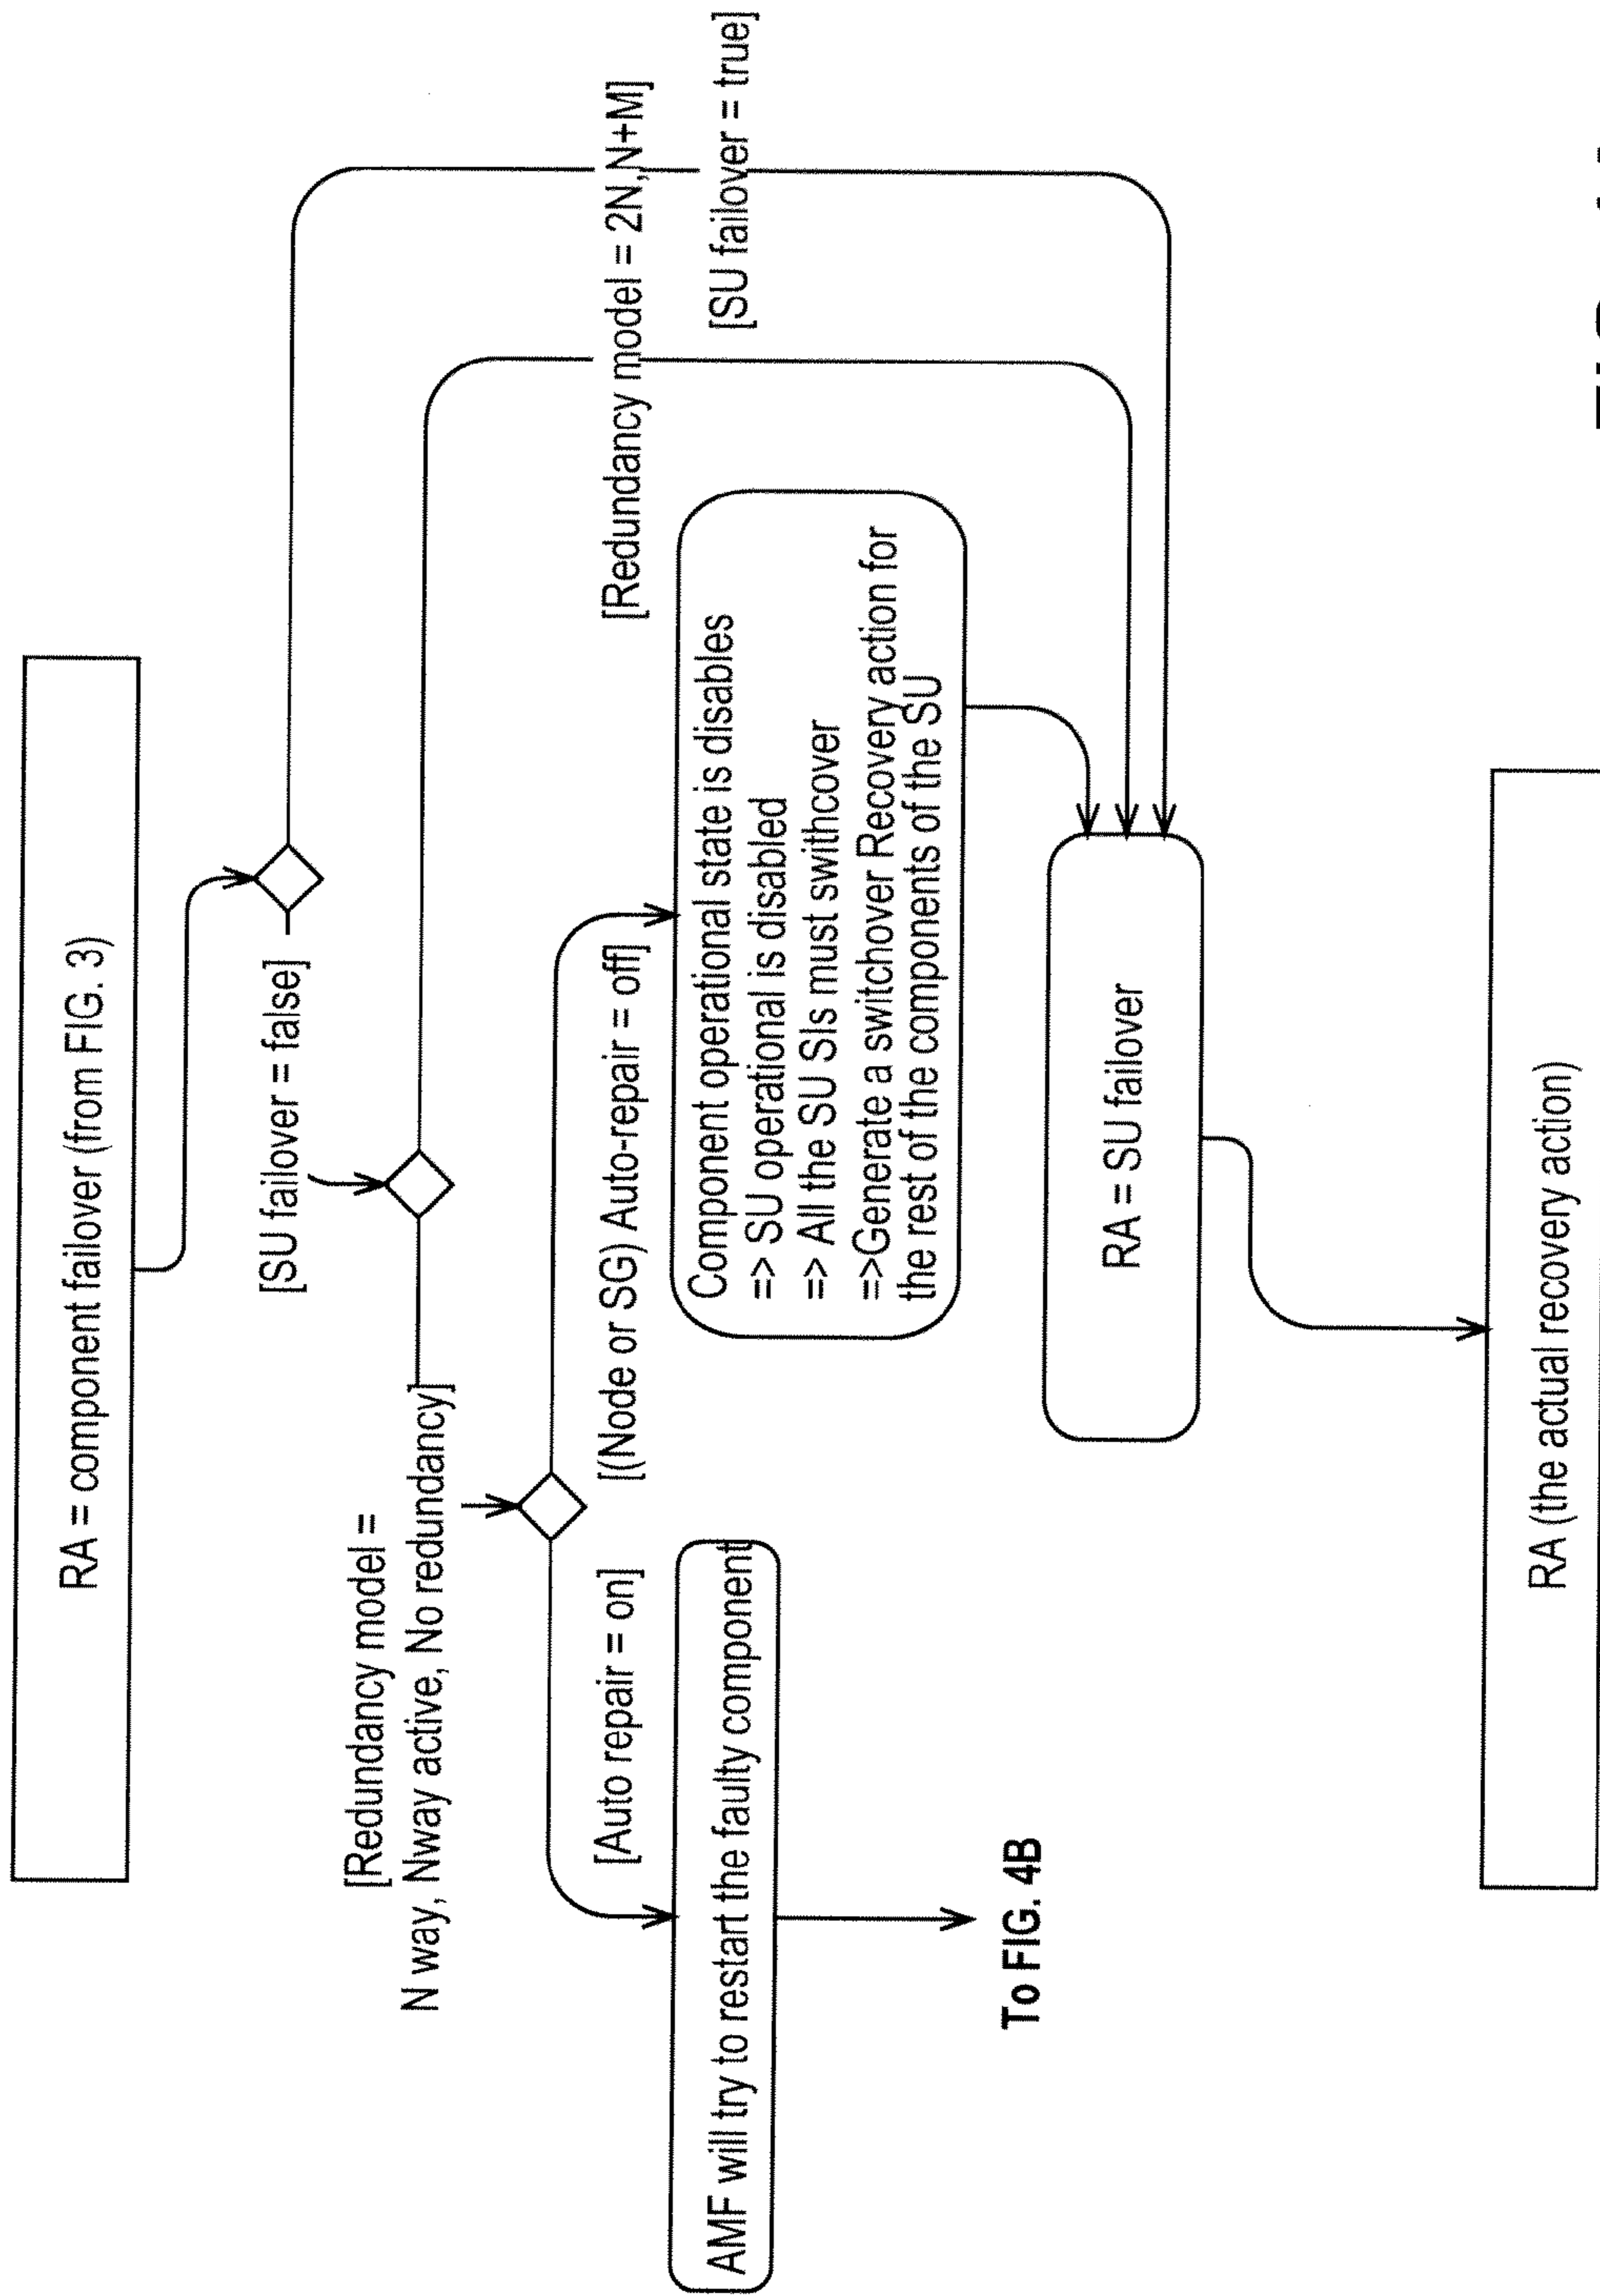 RA = component failover (from FIG. 3)
[SU failover = false]
[Redundancy model =
N way, Nway active, No redundancy]
[Auto repair = on]
[(Node or SG) Auto-repair = off]
[Redundancy model = 2N,N+M]
[SU failover = true]
AMF will try to restart the faulty component
Component operational state is disables
=> SU operational is disabled
=> All the SU SIs must swithcover
=>Generate a switchover Recovery action for
the rest of the components of the SU
To FIG. 4B
RA = SU failover
RA (the actual recovery action)